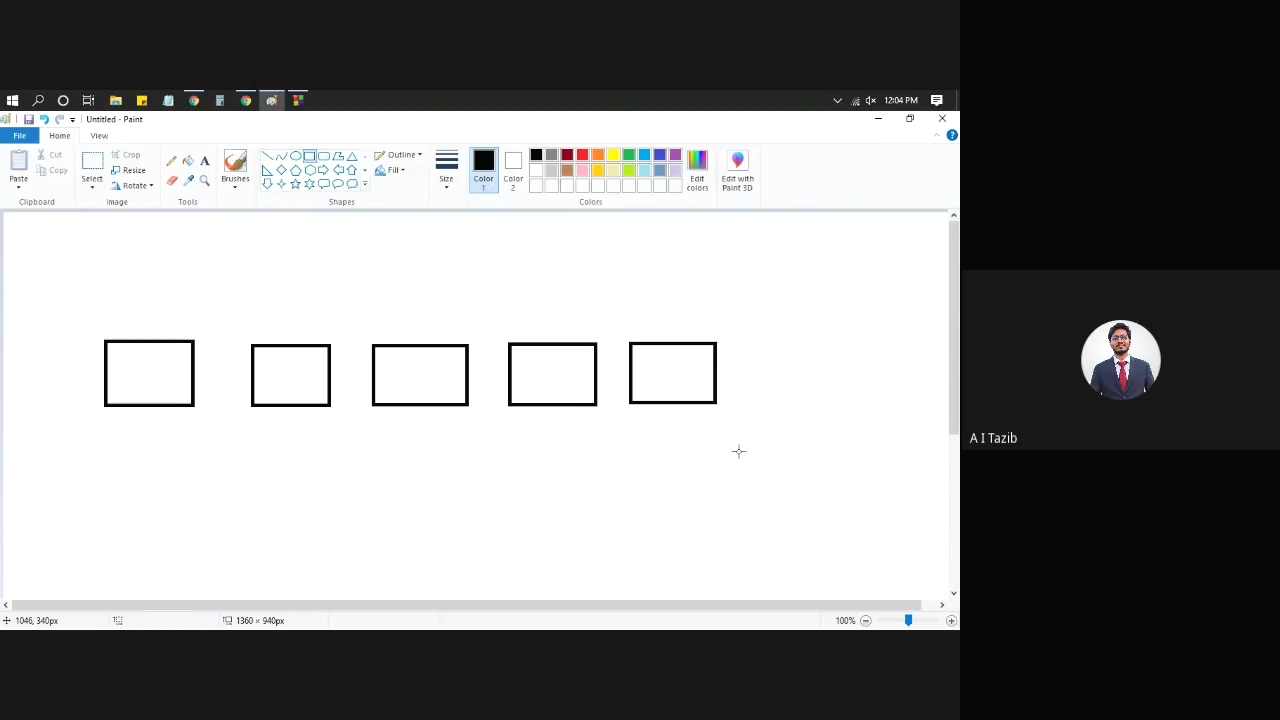 12:04 PM
Untitled - Paint
File Home View
Cut
Copy
Paste
Clipboard
Select
Crop
Resize
Rotate
Image
A
Tools
Brushes
Outline
Fill
Shapes
Size
Color
1
Color
2
Edit
colors
Colors
Edit with
Paint 3D
A I Tazib
1046, 340px
1360 × 940px
100%